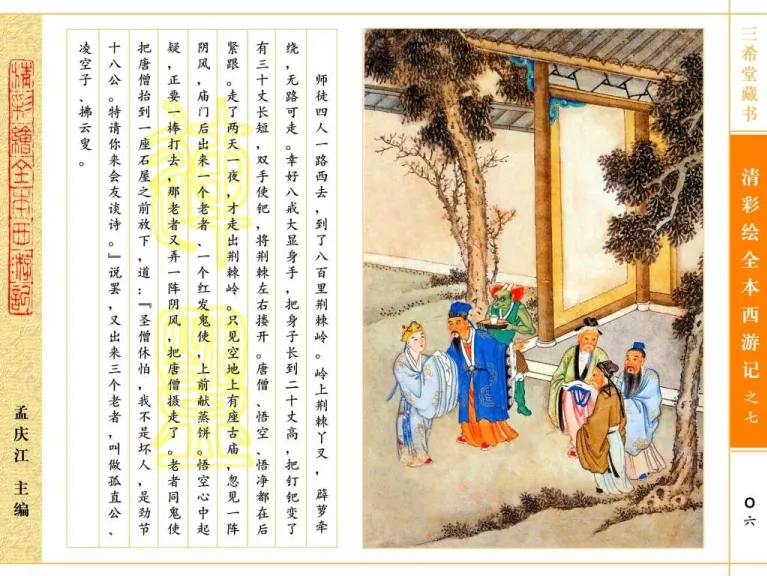 三希堂藏书
清彩绘全本西游记之七
〇六
师徒四人一路西去，到了八百里荆棘岭。岭上荆棘丫叉，薜萝牵
绕，无路可走。幸好八戒大显身手，把身子长到二十丈高，把钉钯变了
有三十丈长短，双手使钯，将荆棘左右搂开。唐僧、悟空、悟净都在后
紧跟。走了两天一夜，才走出荆棘岭。只见空地上有座古庙，忽见一阵
阴风，庙门后出来一个老者、一个红发鬼使，上前献蒸饼。悟空心中起
疑，正要一棒打去，那老者又弄一阵阴风，把唐僧摄走了。老者同鬼使
把唐僧抬到一座石屋之前放下，道：『圣僧休怕，我不是坏人，是劲节
十八公。特请你来会友谈诗。』说罢，又出来三个老者，叫做孤直公、
凌空子、拂云叟。
清彩繪全本西游記
孟庆江 主编